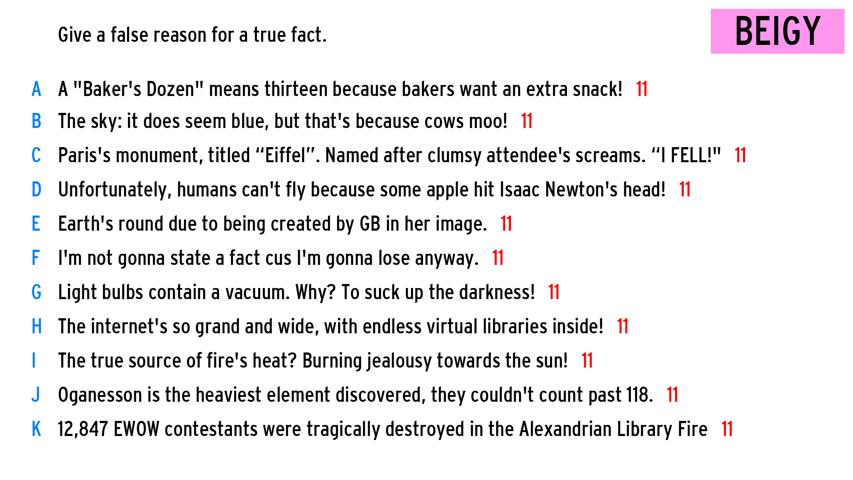 Give a false reason for a true fact.
BEIGY
A A "Baker's Dozen" means thirteen because bakers want an extra snack! 11
B The sky: it does seem blue, but that's because cows moo! 11
C Paris's monument, titled “Eiffel”. Named after clumsy attendee's screams. “I FELL!" 11
D Unfortunately, humans can't fly because some apple hit Isaac Newton's head! 11
E Earth's round due to being created by GB in her image. 11
F I'm not gonna state a fact cus I'm gonna lose anyway. 11
G Light bulbs contain a vacuum. Why? To suck up the darkness! 11
H The internet's so grand and wide, with endless virtual libraries inside! 11
I The true source of fire's heat? Burning jealousy towards the sun! 11
J Oganesson is the heaviest element discovered, they couldn't count past 118. 11
K 12,847 EWOW contestants were tragically destroyed in the Alexandrian Library Fire 11